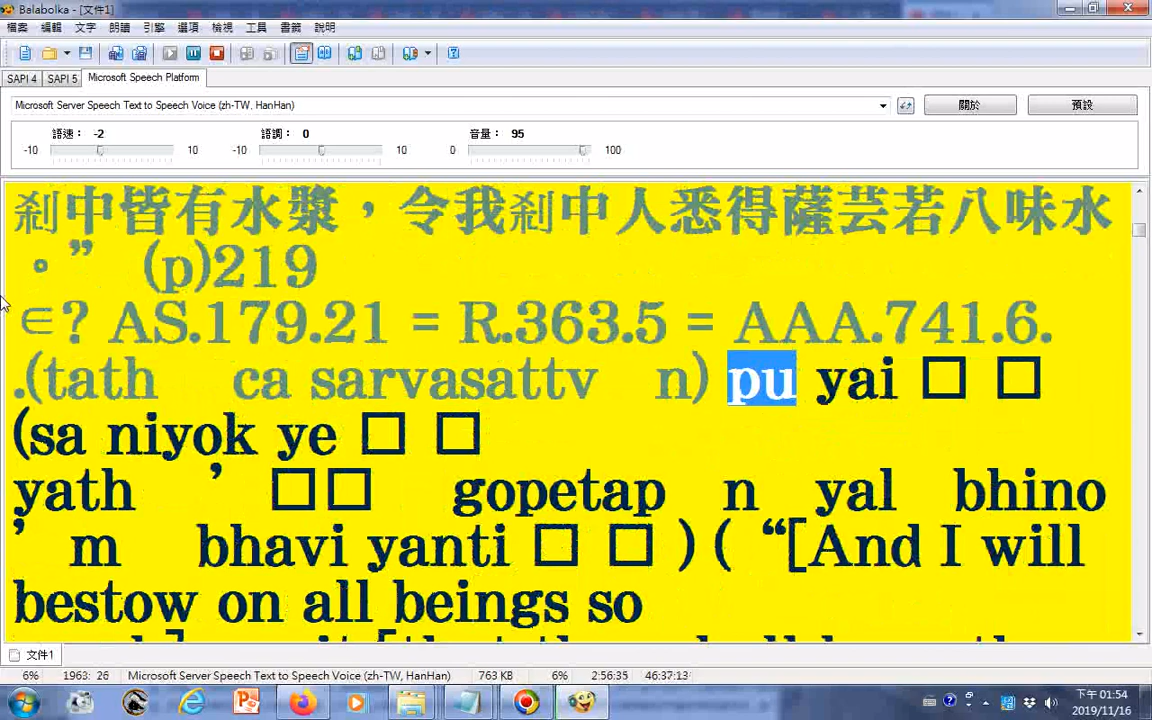 Balabolka - [文件1]
檔案 編輯 文字 朗讀 引擎 選項 檢視 工具 書籤 說明
SAPI 4 SAPI 5 Microsoft Speech Platform
Microsoft Server Speech Text to Speech Voice (zh-TW, HanHan) 關於 預設
語速： -2 語調： 0 音量： 95
-10 10 -10 10 0 100
剎中皆有水漿，令我剎中人悉得薩芸若八味水
。” (p)219
∈? AS.179.21 = R.363.5 = AAA.741.6.
.(tath ca sarvasattv n) pu yai □ □
(sa niyok ye □ □
yath ’ □□ gopetap n yal bhino
’ m bhavi yanti □ □ ) ( “[And I will
bestow on all beings so
文件1
6% 1963: 26 Microsoft Server Speech Text to Speech Voice (zh-TW, HanHan) 763 KB 6% 2:56:35 46:37:13
下午 01:54
2019/11/16